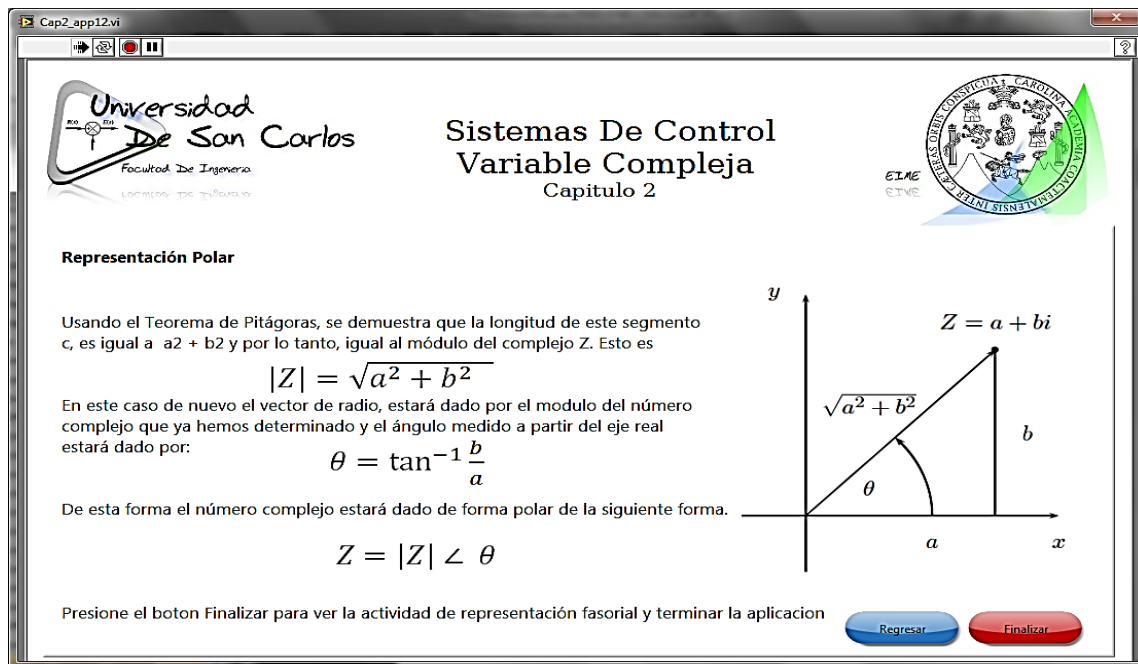 Cap2_app12.vi
Universidad
De San Carlos
Facultad De Ingeniería
Sistemas De Control
Variable Compleja
Capitulo 2
EIME
Representación Polar
Usando el Teorema de Pitágoras, se demuestra que la longitud de este segmento
c, es igual a  a2 + b2 y por lo tanto, igual al módulo del complejo Z. Esto es
|Z| = √(a² + b²)
En este caso de nuevo el vector de radio, estará dado por el modulo del número
complejo que ya hemos determinado y el ángulo medido a partir del eje real
estará dado por:
θ = tan⁻¹ b/a
De esta forma el número complejo estará dado de forma polar de la siguiente forma.
Z = |Z| ∠ θ
y
Z = a + bi
√(a² + b²)
b
θ
a
x
Presione el boton Finalizar para ver la actividad de representación fasorial y terminar la aplicacion
Regresar
Finalizar